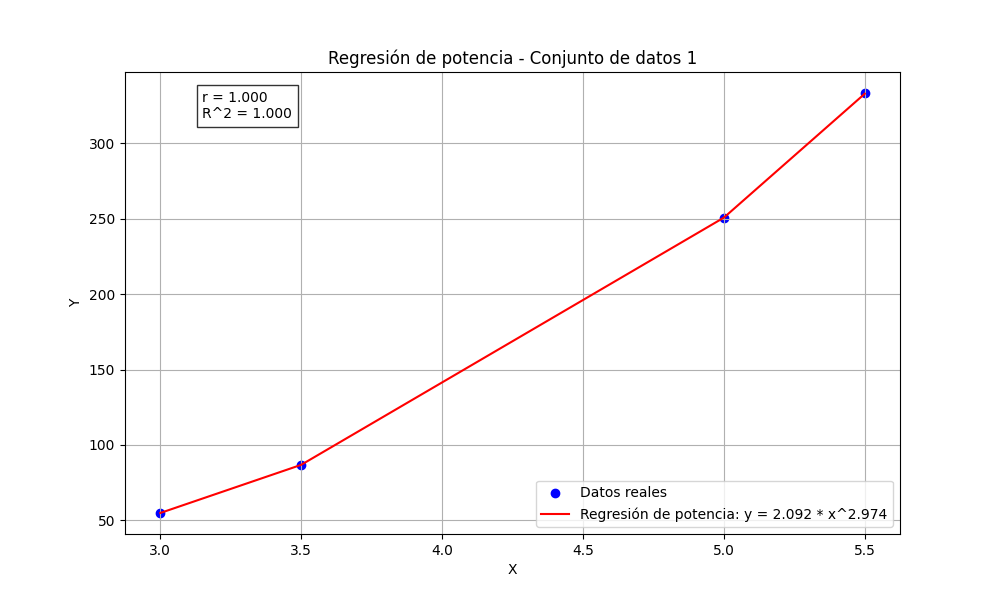 Regresión de potencia - Conjunto de datos 1
r = 1.000
R^2 = 1.000
Y
300
250
200
150
100
50
Datos reales
Regresión de potencia: y = 2.092 * x^2.974
3.0 3.5 4.0 4.5 5.0 5.5
X